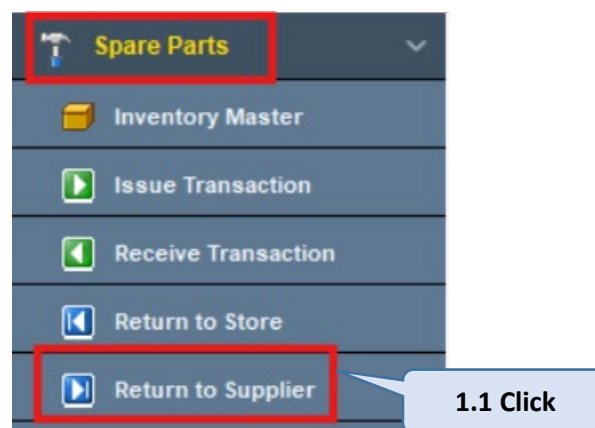 Spare Parts
Inventory Master
Issue Transaction
Receive Transaction
Return to Store
Return to Supplier
1.1 Click